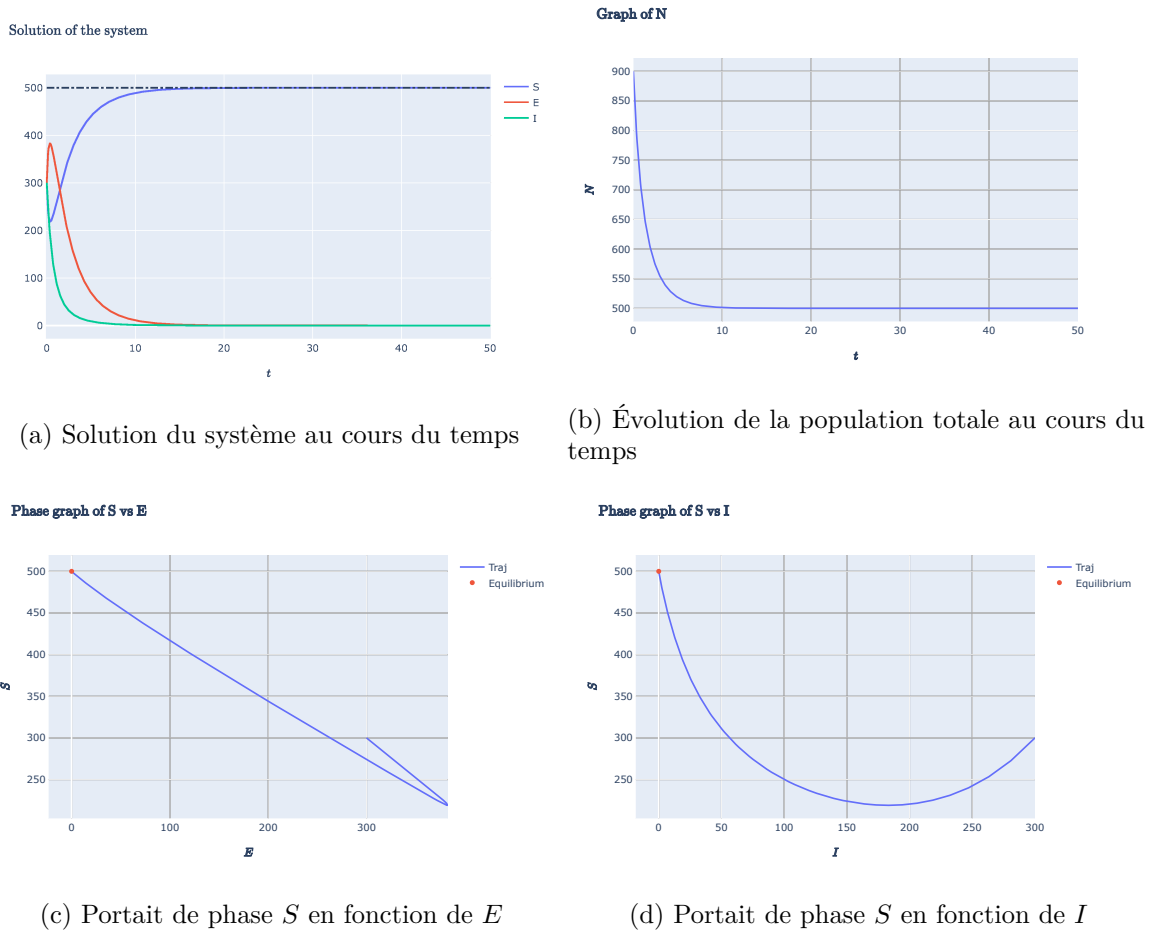 Solution of the system
500
400
300
200
100
0
0 10 20 30 40 50
t
S
E
I
(a) Solution du système au cours du temps
Graph of N
900
850
800
750
700
650
600
550
500
N
0 10 20 30 40 50
t
(b) Évolution de la population totale au cours du
temps
Phase graph of S vs E
500
450
400
350
300
250
S
0 100 200 300
E
Traj
Equilibrium
(c) Portait de phase S en fonction de E
Phase graph of S vs I
500
450
400
350
300
250
S
0 50 100 150 200 250 300
I
Traj
Equilibrium
(d) Portait de phase S en fonction de I